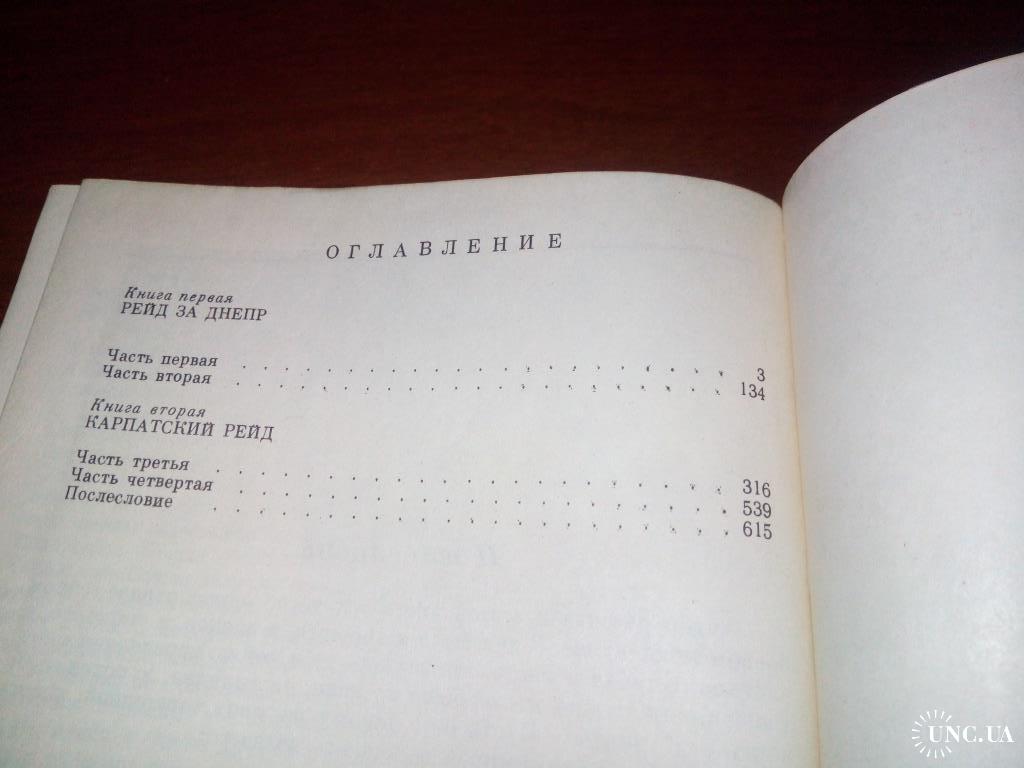 ОГЛАВЛЕНИЕ
Книга первая
РЕЙД ЗА ДНЕПР
Часть первая . . . . . . . . . . . . . . . . . . . . 3
Часть вторая . . . . . . . . . . . . . . . . . . . . 134
Книга вторая
КАРПАТСКИЙ РЕЙД
Часть третья . . . . . . . . . . . . . . . . . . . . 316
Часть четвертая . . . . . . . . . . . . . . . . . . . . 539
Послесловие . . . . . . . . . . . . . . . . . . . . 615
UNC.UA